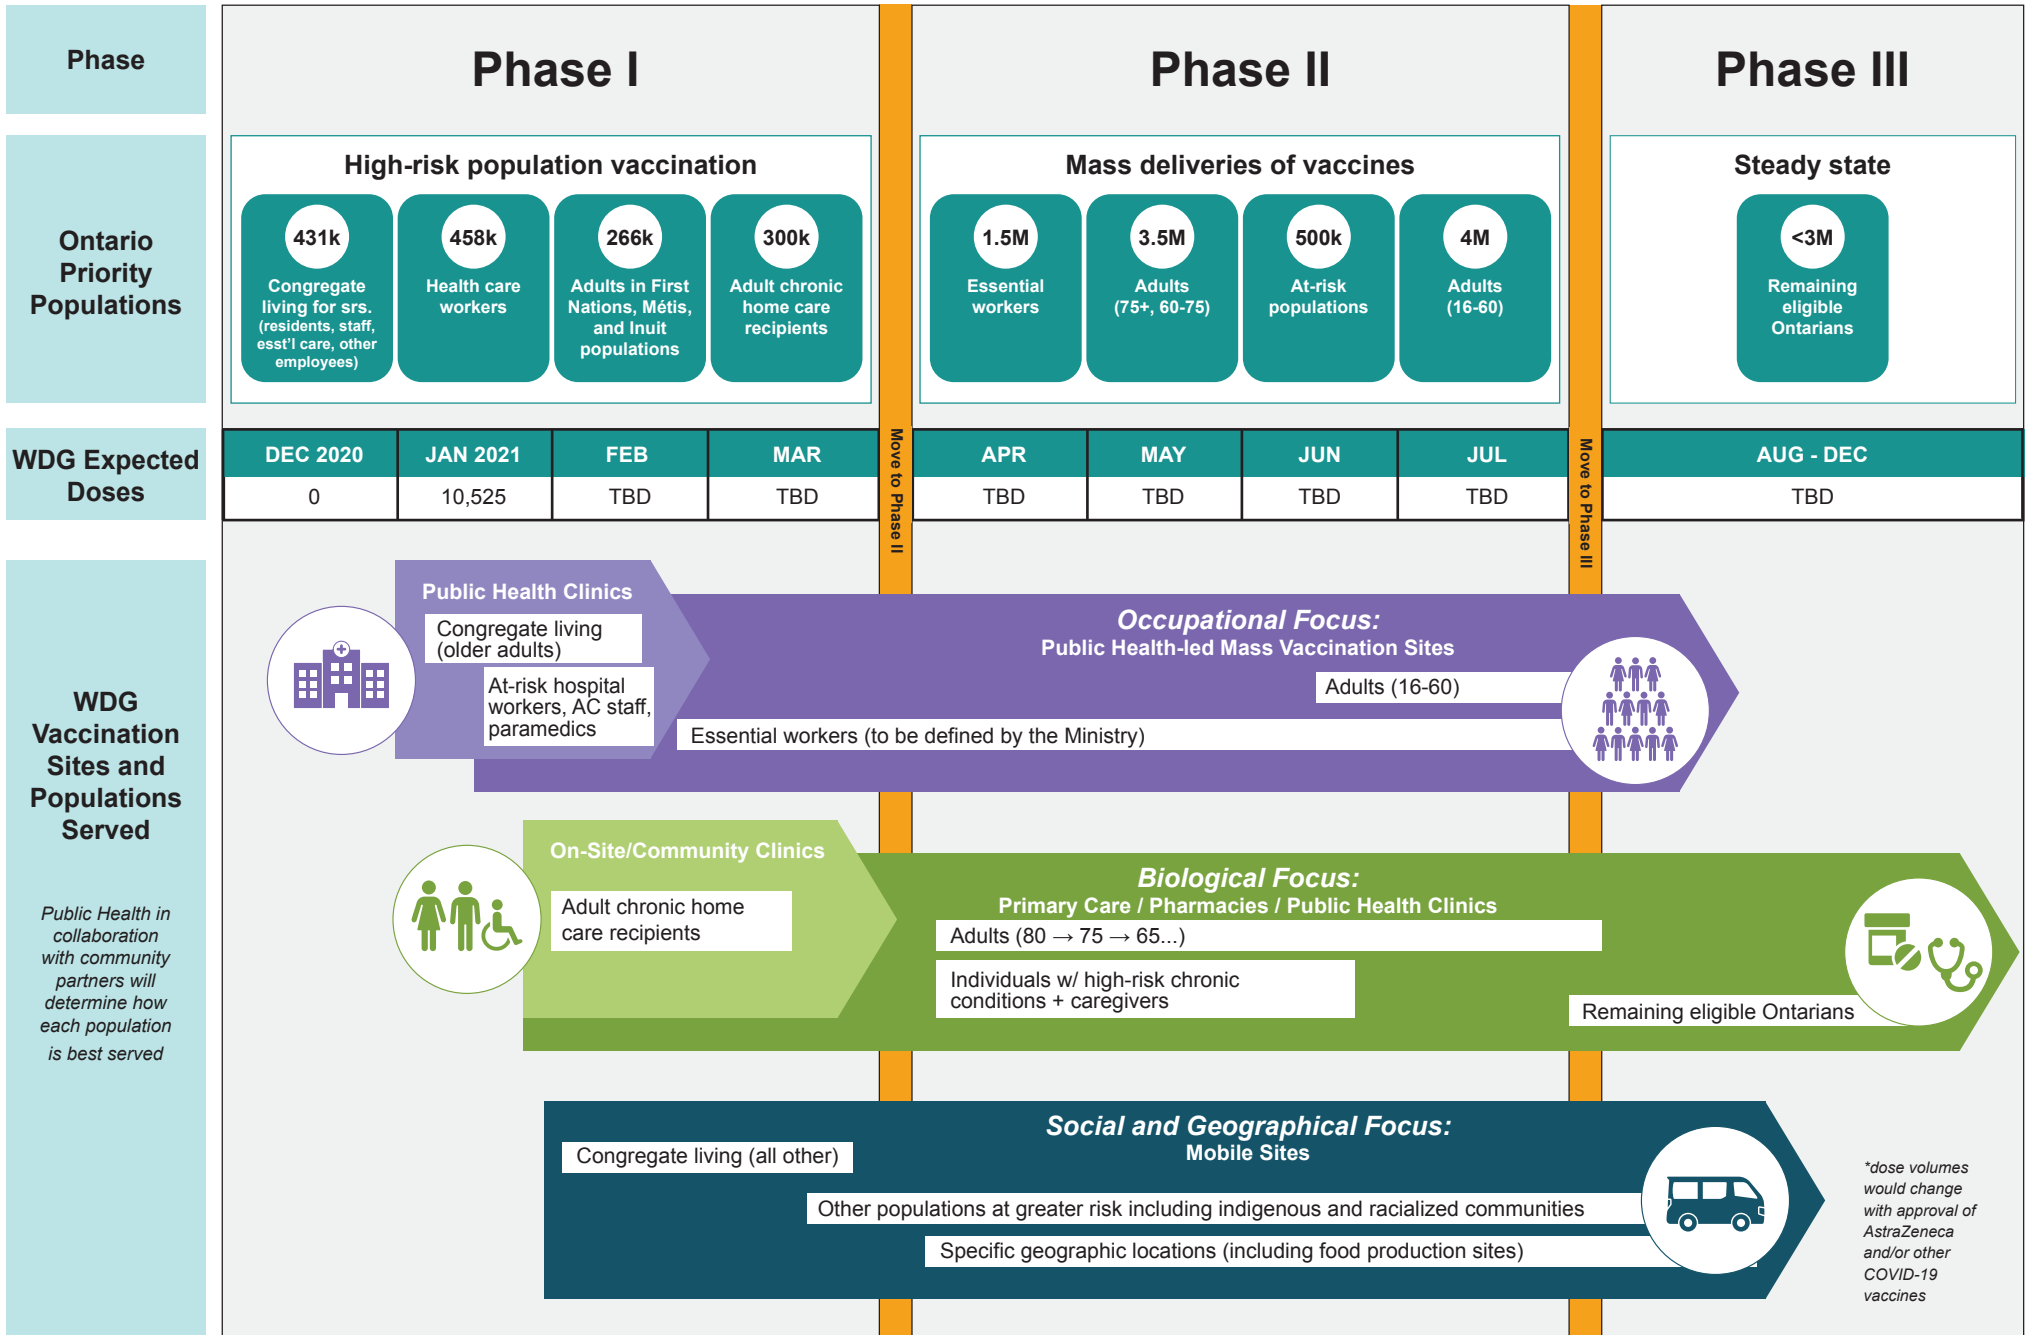 Phase
Phase I
Phase II
Phase III
Ontario
Priority
Populations
High-risk population vaccination
431k
Congregate
living for srs.
(residents, staff,
esst'l care, other
employees)
458k
Health care
workers
266k
Adults in First
Nations, Métis,
and Inuit
populations
300k
Adult chronic
home care
recipients
Mass deliveries of vaccines
1.5M
Essential
workers
3.5M
Adults
(75+, 60-75)
500k
At-risk
populations
4M
Adults
(16-60)
Steady state
<3M
Remaining
eligible
Ontarians
WDG Expected
Doses
DEC 2020
JAN 2021
FEB
MAR
APR
MAY
JUN
JUL
AUG - DEC
0
10,525
TBD
TBD
TBD
TBD
TBD
TBD
TBD
Move to Phase II
Move to Phase III
WDG
Vaccination
Sites and
Populations
Served
Public Health in
collaboration
with community
partners will
determine how
each population
is best served
Public Health Clinics
Congregate living
(older adults)
At-risk hospital
workers, AC staff,
paramedics
Occupational Focus:
Public Health-led Mass Vaccination Sites
Adults (16-60)
Essential workers (to be defined by the Ministry)
On-Site/Community Clinics
Adult chronic home
care recipients
Biological Focus:
Primary Care / Pharmacies / Public Health Clinics
Adults (80 → 75 → 65...)
Individuals w/ high-risk chronic
conditions + caregivers
Remaining eligible Ontarians
Social and Geographical Focus:
Mobile Sites
Congregate living (all other)
Other populations at greater risk including indigenous and racialized communities
Specific geographic locations (including food production sites)
*dose volumes
would change
with approval of
AstraZeneca
and/or other
COVID-19
vaccines